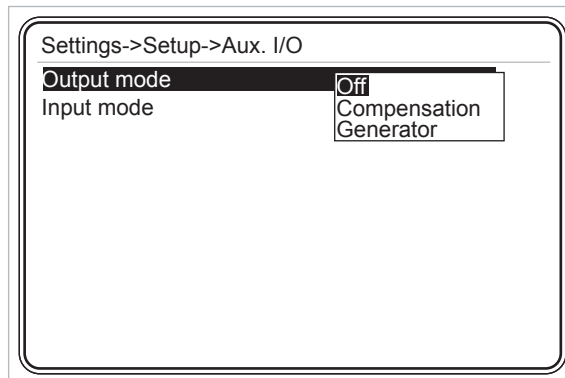 Settings->Setup->Aux. I/O
Output mode
Off
Input mode
Compensation
Generator